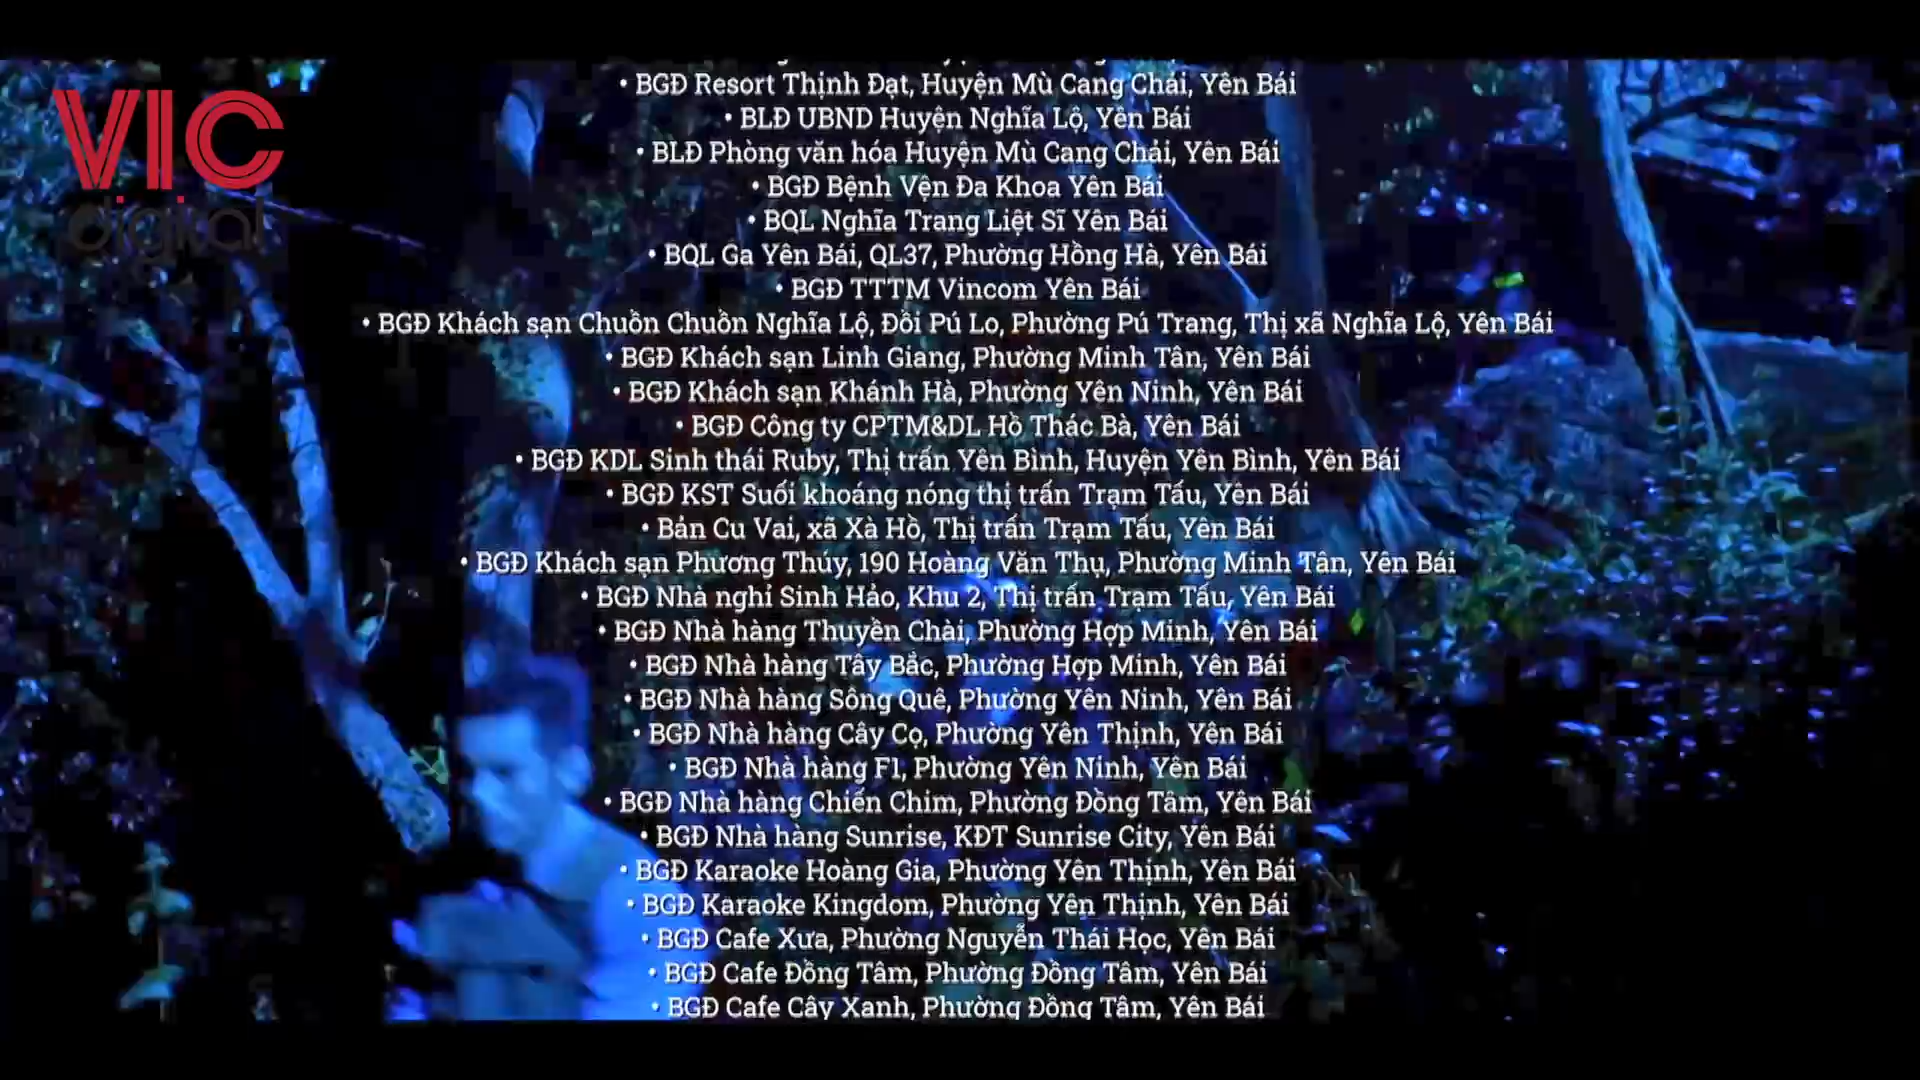 VIC
digital
• BGĐ Resort Thịnh Đạt, Huyện Mù Cang Chải, Yên Bái
• BLĐ UBND Huyện Nghĩa Lộ, Yên Bái
• BLĐ Phòng văn hóa Huyện Mù Cang Chải, Yên Bái
• BGĐ Bệnh Vện Đa Khoa Yên Bái
• BQL Nghĩa Trang Liệt Sĩ Yên Bái
• BQL Ga Yên Bái, QL37, Phường Hồng Hà, Yên Bái
• BGĐ TTTM Vincom Yên Bái
• BGĐ Khách sạn Chuồn Chuồn Nghĩa Lộ, Đồi Pú Lo, Phường Pú Trang, Thị xã Nghĩa Lộ, Yên Bái
• BGĐ Khách sạn Linh Giang, Phường Minh Tân, Yên Bái
• BGĐ Khách sạn Khánh Hà, Phường Yên Ninh, Yên Bái
• BGĐ Công ty CPTM&DL Hồ Thác Bà, Yên Bái
• BGĐ KDL Sinh thái Ruby, Thị trấn Yên Bình, Huyện Yên Bình, Yên Bái
• BGĐ KST Suối khoáng nóng thị trấn Trạm Tấu, Yên Bái
• Bản Cu Vai, xã Xà Hồ, Thị trấn Trạm Tấu, Yên Bái
• BGĐ Khách sạn Phương Thúy, 190 Hoàng Văn Thụ, Phường Minh Tân, Yên Bái
• BGĐ Nhà nghỉ Sinh Hảo, Khu 2, Thị trấn Trạm Tấu, Yên Bái
• BGĐ Nhà hàng Thuyền Chài, Phường Hợp Minh, Yên Bái
• BGĐ Nhà hàng Tây Bắc, Phường Hợp Minh, Yên Bái
• BGĐ Nhà hàng Sông Quê, Phường Yên Ninh, Yên Bái
• BGĐ Nhà hàng Cây Cọ, Phường Yên Thịnh, Yên Bái
• BGĐ Nhà hàng F1, Phường Yên Ninh, Yên Bái
• BGĐ Nhà hàng Chiến Chim, Phường Đồng Tâm, Yên Bái
• BGĐ Nhà hàng Sunrise, KĐT Sunrise City, Yên Bái
• BGĐ Karaoke Hoàng Gia, Phường Yên Thịnh, Yên Bái
• BGĐ Karaoke Kingdom, Phường Yên Thịnh, Yên Bái
• BGĐ Cafe Xưa, Phường Nguyễn Thái Học, Yên Bái
• BGĐ Cafe Đồng Tâm, Phường Đồng Tâm, Yên Bái
• BGĐ Cafe Cây Xanh, Phường Đồng Tâm, Yên Bái